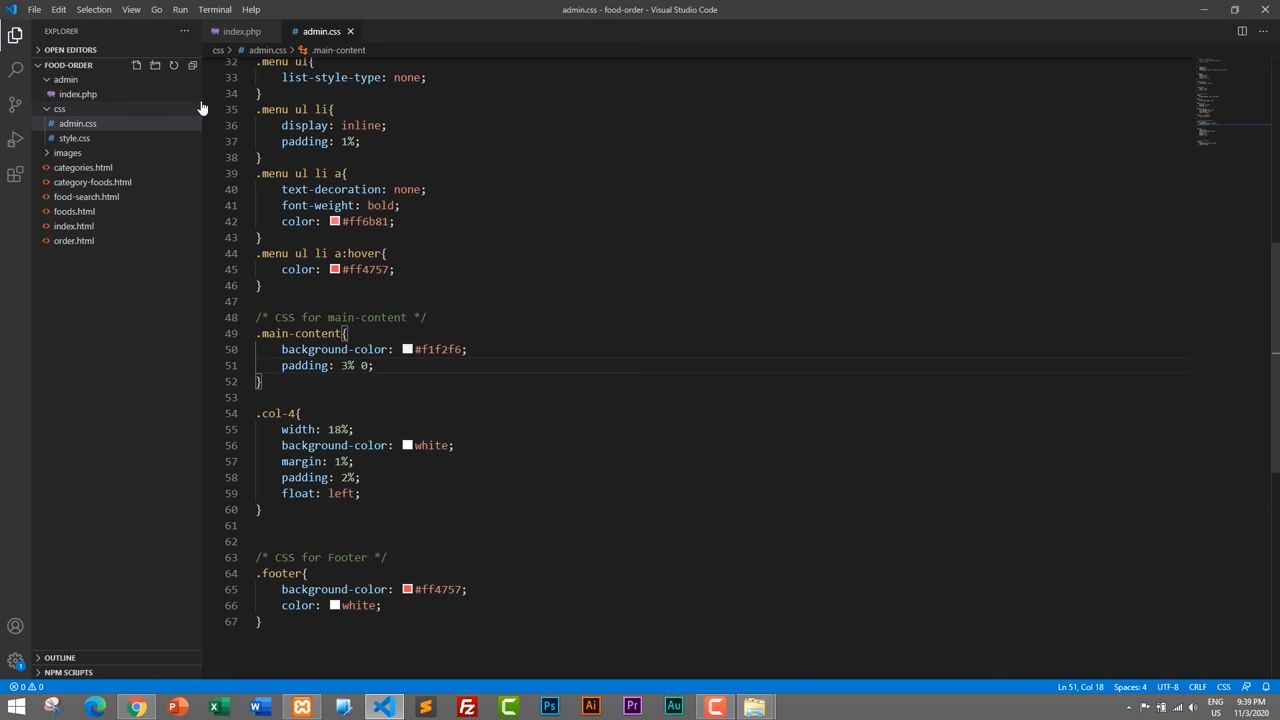 File Edit Selection View Go Run Terminal Help
admin.css - food-order - Visual Studio Code
EXPLORER
OPEN EDITORS
FOOD-ORDER
admin
index.php
css
admin.css
style.css
images
categories.html
category-foods.html
food-search.html
foods.html
index.html
order.html
OUTLINE
NPM SCRIPTS
index.php
admin.css
css > # admin.css > .main-content
32 .menu ul{
33 list-style-type: none;
34 }
35 .menu ul li{
36 display: inline;
37 padding: 1%;
38 }
39 .menu ul li a{
40 text-decoration: none;
41 font-weight: bold;
42 color: #ff6b81;
43 }
44 .menu ul li a:hover{
45 color: #ff4757;
46 }
47
48 /* CSS for main-content */
49 .main-content{
50 background-color: #f1f2f6;
51 padding: 3% 0;
52 }
53
54 .col-4{
55 width: 18%;
56 background-color: white;
57 margin: 1%;
58 padding: 2%;
59 float: left;
60 }
61
62
63 /* CSS for Footer */
64 .footer{
65 background-color: #ff4757;
66 color: white;
67 }
0 0
Ln 51, Col 18 Spaces: 4 UTF-8 CRLF CSS
ENG 9:39 PM
US 11/3/2020